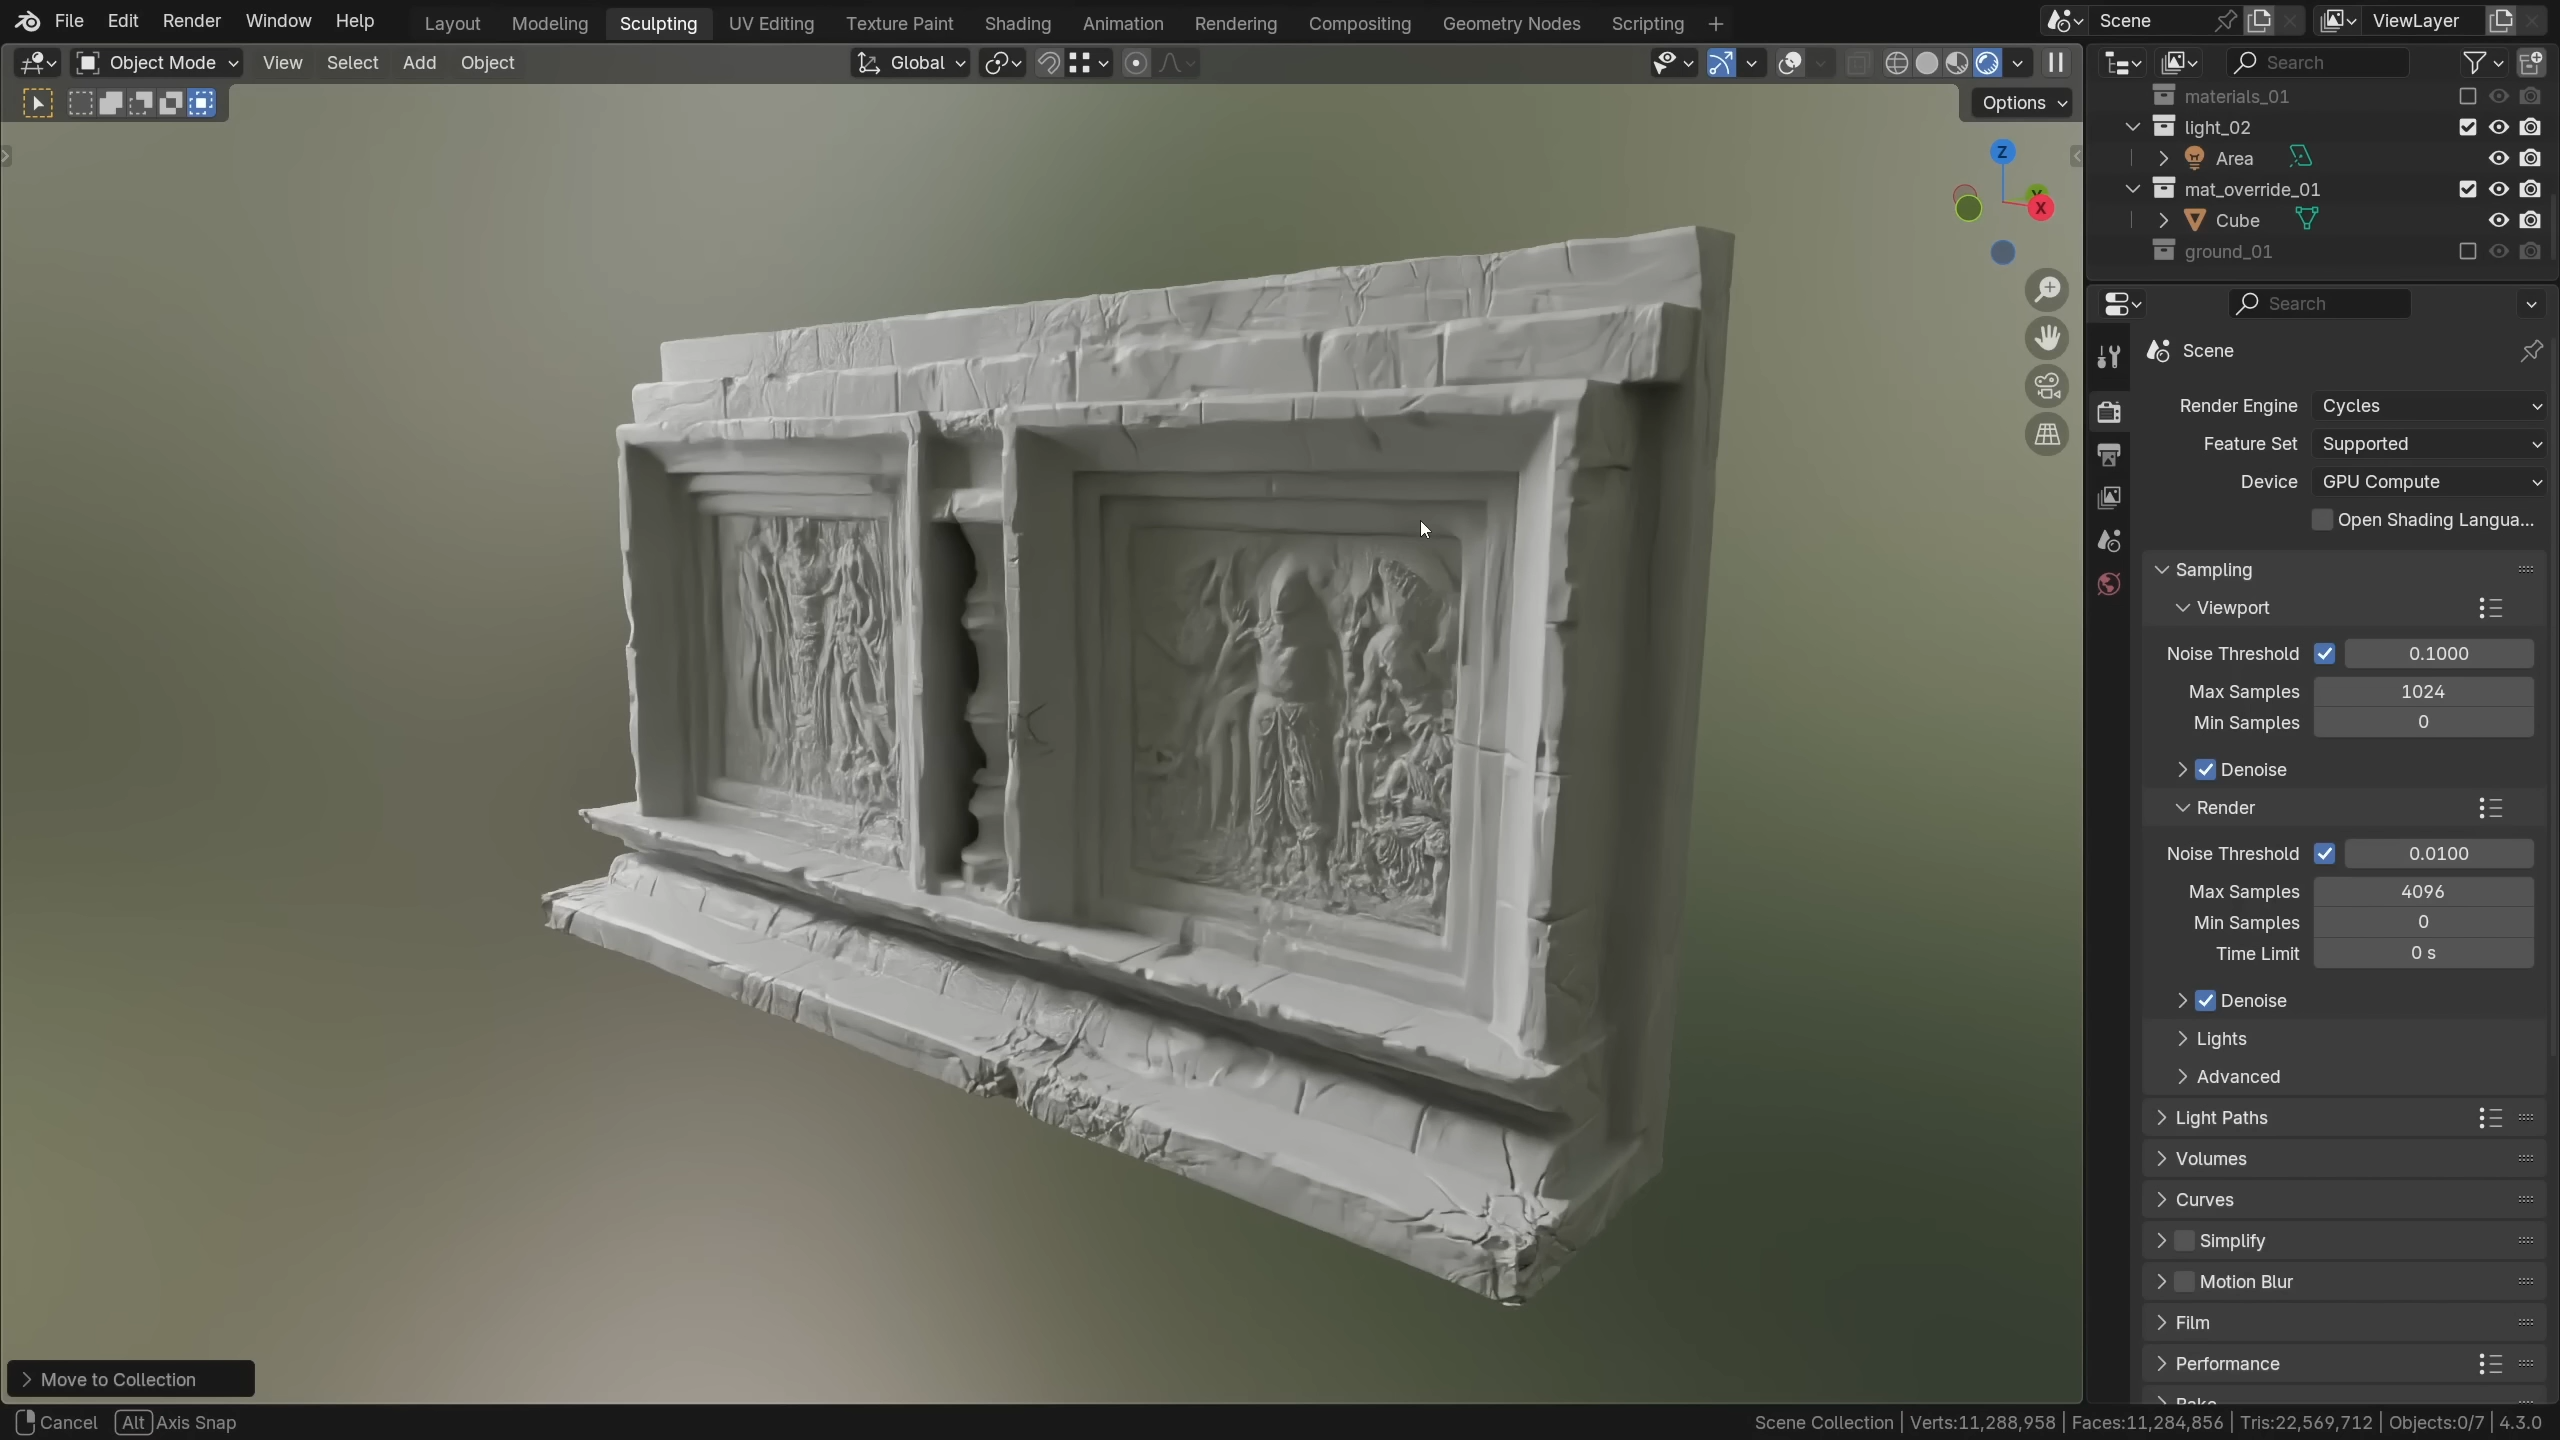 File Edit Render Window Help Layout Modeling Sculpting UV Editing Texture Paint Shading Animation Rendering Compositing Geometry Nodes Scripting Scene ViewLayer
Object Mode View Select Add Object Global Search
Options
materials_01
light_02
Area
mat_override_01
Cube
ground_01
Z
Y
X
Search
Scene
Render Engine Cycles
Feature Set Supported
Device GPU Compute
Open Shading Langua...
Sampling
Viewport
Noise Threshold 0.1000
Max Samples 1024
Min Samples 0
Denoise
Render
Noise Threshold 0.0100
Max Samples 4096
Min Samples 0
Time Limit 0 s
Denoise
Lights
Advanced
Light Paths
Volumes
Curves
Simplify
Motion Blur
Film
Performance
Move to Collection
Cancel Alt Axis Snap Scene Collection | Verts:11,288,958 | Faces:11,284,856 | Tris:22,569,712 | Objects:0/7 | 4.3.0